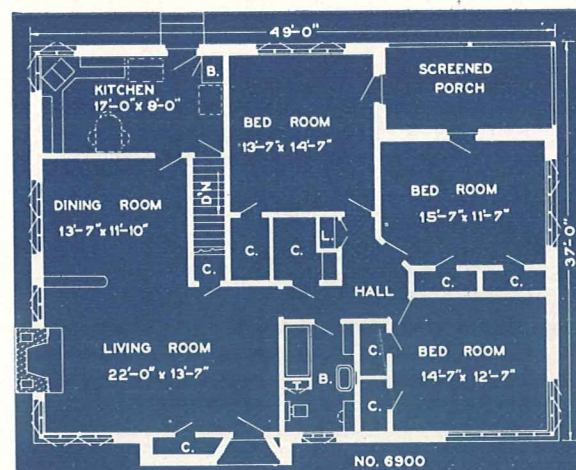 49'-0"
KITCHEN
17'-0" x 8'-0"
B.
BED ROOM
13'-7" x 14'-7"
SCREENED
PORCH
DINING ROOM
13'-7" x 11'-10"
D'N
BED ROOM
15'-7" x 11'-7"
37'-0"
C.
C.
C.
L.
C.
C.
HALL
LIVING ROOM
22'-0" x 13'-7"
T.
B.
C.
C.
BED ROOM
14'-7" x 12'-7"
C.
NO. 6900